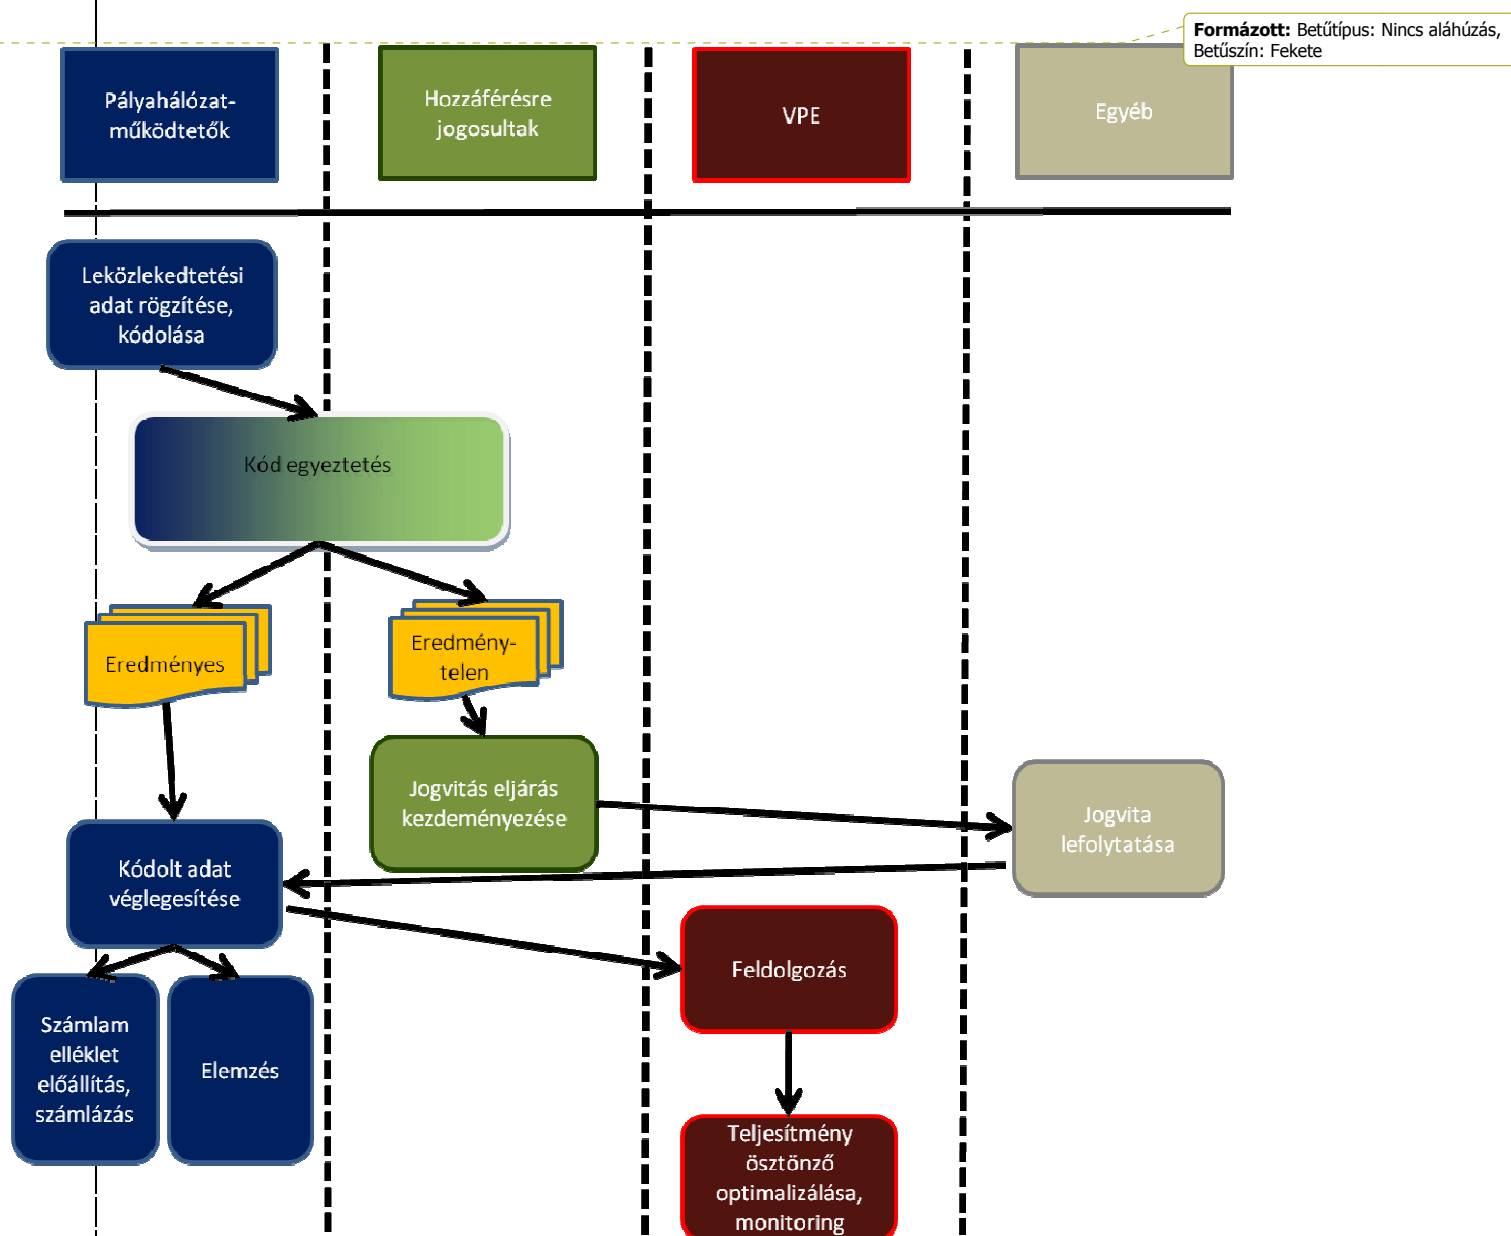 Formázott: Betűtípus: Nincs aláhúzás,
Betűszín: Fekete
Pályahálózat-
működtetők
Hozzáférésre
jogosultak
VPE
Egyéb
Leközlekedtetési
adat rögzítése,
kódolása
Kód egyeztetés
Eredményes
Eredmény-
telen
Jogvitás eljárás
kezdeményezése
Jogvita
lefolytatása
Kódolt adat
véglegesítése
Feldolgozás
Számlam
elléklet
előállítás,
számlázás
Elemzés
Teljesítmény
ösztönző
optimalizálása,
monitoring